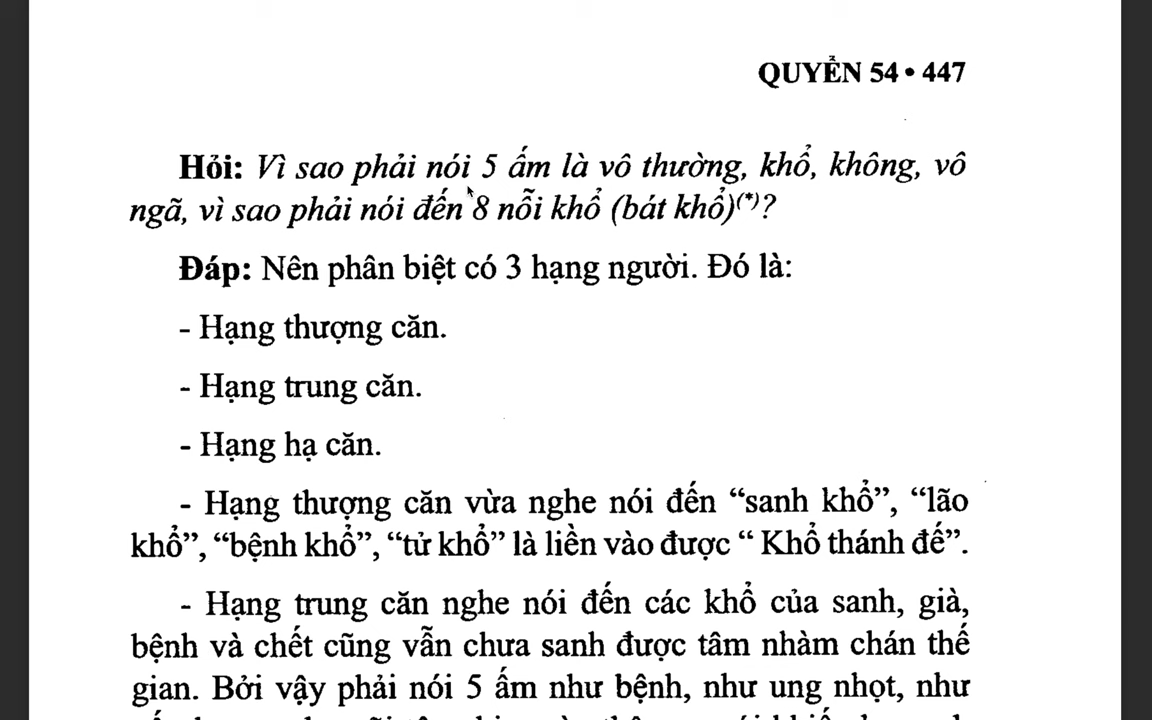 QUYỂN 54 • 447
Hỏi: Vì sao phải nói 5 ấm là vô thường, khổ, không, vô
ngã, vì sao phải nói đến 8 nỗi khổ (bát khổ)(*)?
Đáp: Nên phân biệt có 3 hạng người. Đó là:
- Hạng thượng căn.
- Hạng trung căn.
- Hạng hạ căn.
- Hạng thượng căn vừa nghe nói đến “sanh khổ”, “lão
khổ”, “bệnh khổ”, “tử khổ” là liền vào được “ Khổ thánh đế”.
- Hạng trung căn nghe nói đến các khổ của sanh, già,
bệnh và chết cũng vẫn chưa sanh được tâm nhàm chán thế
gian. Bởi vậy phải nói 5 ấm như bệnh, như ung nhọt, như